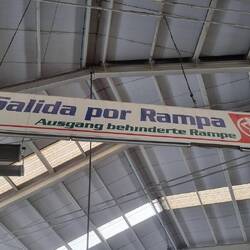 Salida por Rampa
Ausgang behinderte Rampe